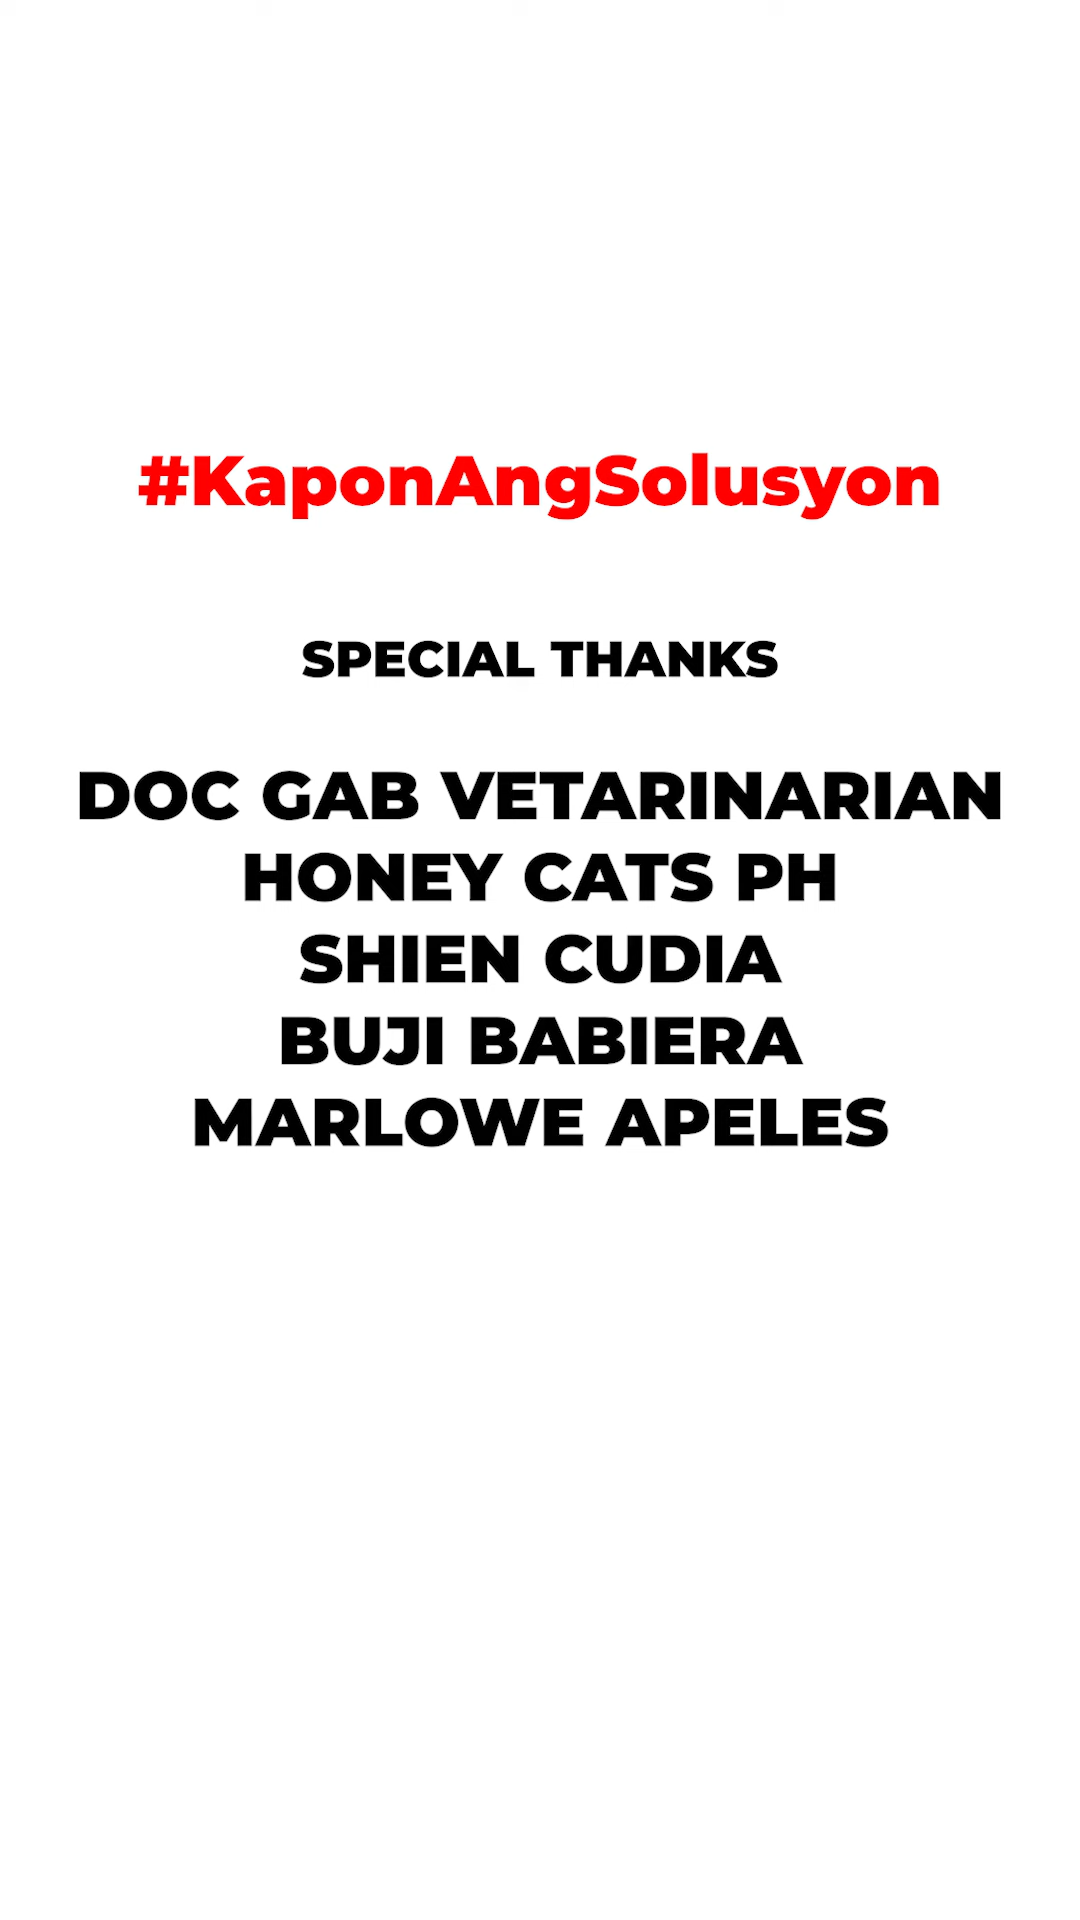 #KaponAngSolusyon
SPECIAL THANKS
DOC GAB VETARINARIAN
HONEY CATS PH
SHIEN CUDIA
BUJI BABIERA
MARLOWE APELES